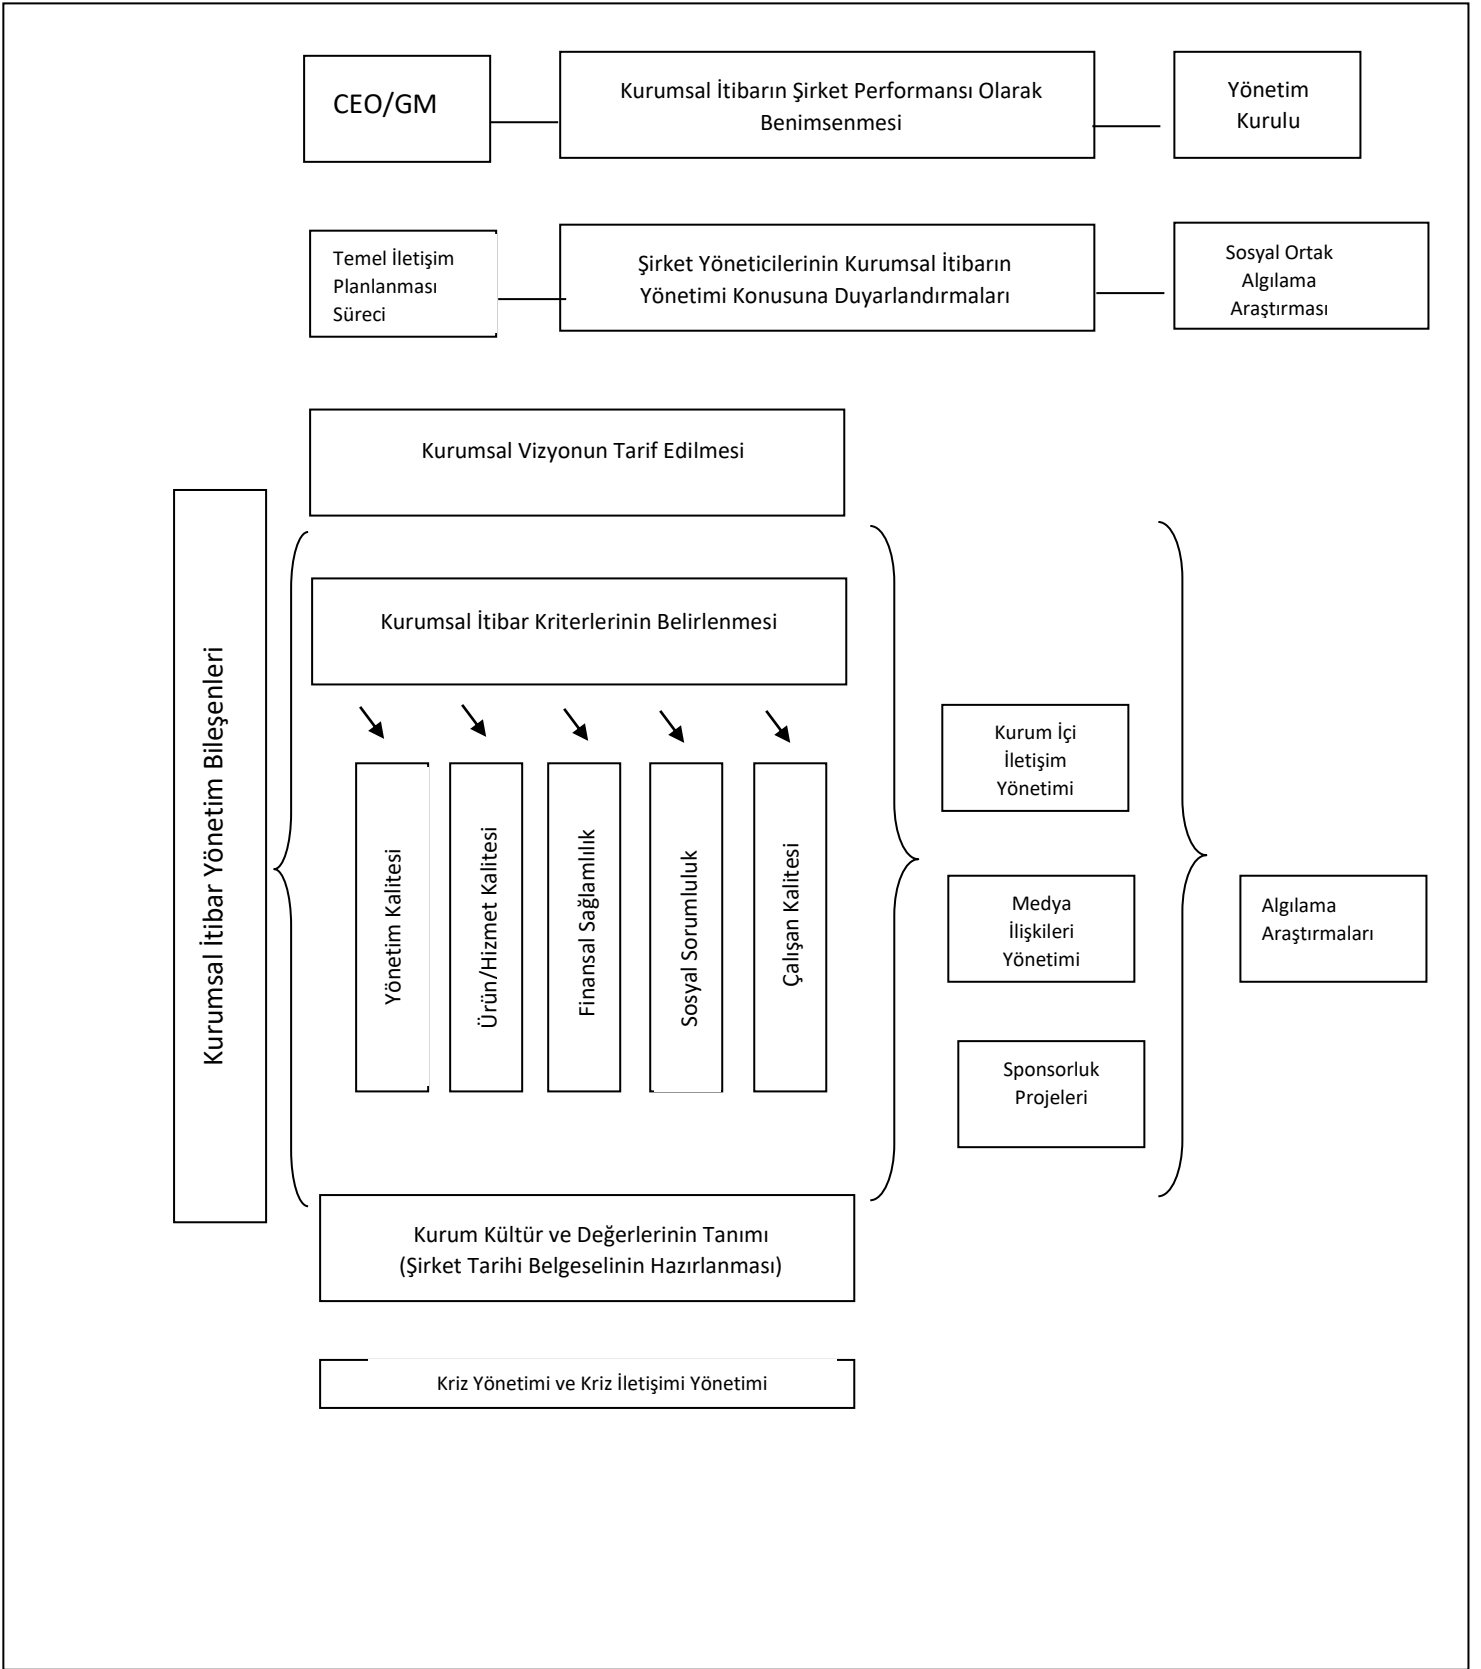 CEO/GM
Kurumsal İtibarın Şirket Performansı Olarak
Benimsenmesi
Yönetim
Kurulu
Temel İletişim
Planlanması
Süreci
Şirket Yöneticilerinin Kurumsal İtibarın
Yönetimi Konusuna Duyarlandırmaları
Sosyal Ortak
Algılama
Araştırması
Kurumsal Vizyonun Tarif Edilmesi
Kurumsal İtibar Yönetim Bileşenleri
Kurumsal İtibar Kriterlerinin Belirlenmesi
Yönetim Kalitesi
Ürün/Hizmet Kalitesi
Finansal Sağlamlılık
Sosyal Sorumluluk
Çalışan Kalitesi
Kurum İçi
İletişim
Yönetimi
Medya
İlişkileri
Yönetimi
Sponsorluk
Projeleri
Algılama
Araştırmaları
Kurum Kültür ve Değerlerinin Tanımı
(Şirket Tarihi Belgeselinin Hazırlanması)
Kriz Yönetimi ve Kriz İletişimi Yönetimi